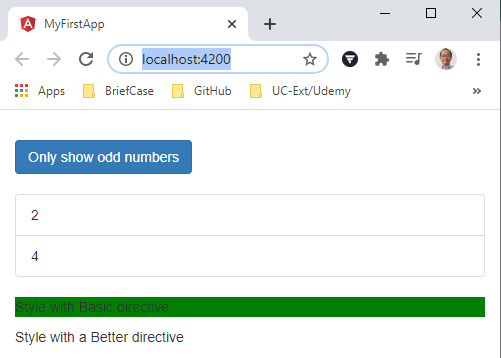 MyFirstApp
localhost:4200
Apps BriefCase GitHub UC-Ext/Udemy
Only show odd numbers
2
4
Style with Basic directive
Style with a Better directive